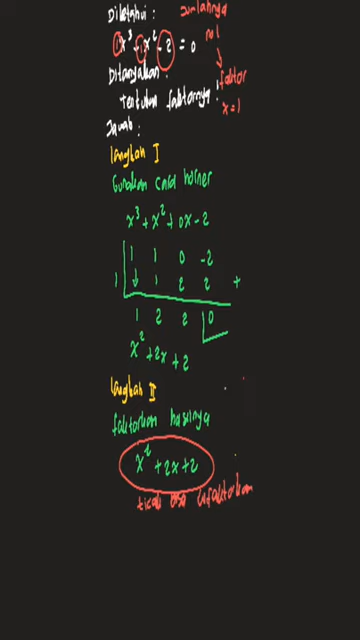 Diketahui : Jumlahnya
1x³ + 1x² - 2 = 0 nol
Ditanyakan : faktor
Tentukan faktornya! x = 1
Jawab :
Langkah I
Gunakan cara horner
x³ + x² + 0x - 2
1 1 0 -2
1 ↓ 1 2 2 +
1 2 2 0
x² + 2x + 2
Langkah II
faktorkan hasilnya
x² + 2x + 2
tidak bisa difaktorkan